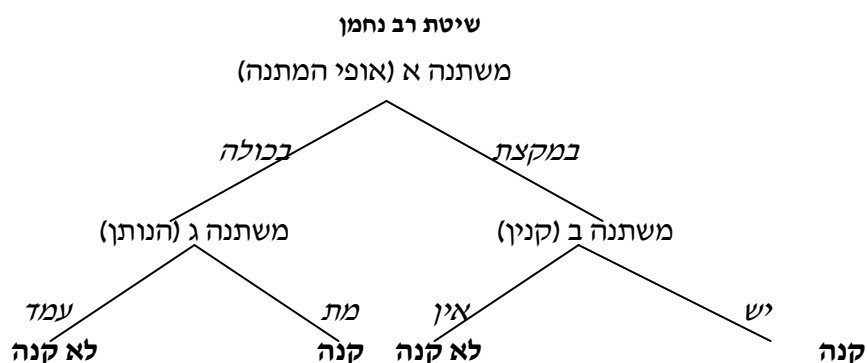 שיטת רב נחמן
משתנה א (אופי המתנה)
במקצת בכולה
משתנה ב (קנין) משתנה ג (הנותן)
יש אין מת עמד
קנה לא קנה קנה לא קנה